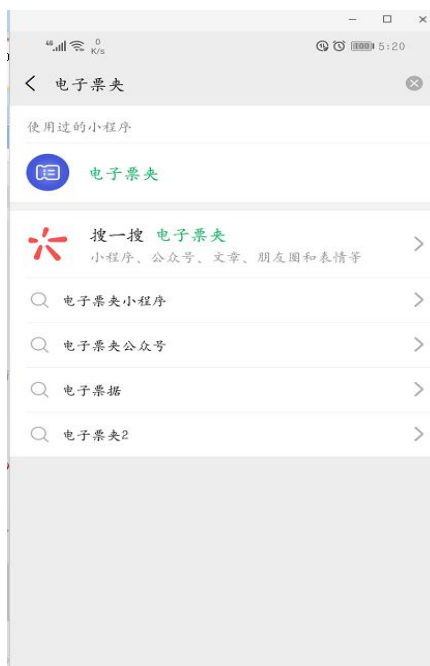 46 0 K/s 100 5:20
电子票夹
使用过的小程序
电子票夹
搜一搜 电子票夹
小程序、公众号、文章、朋友圈和表情等
电子票夹小程序
电子票夹公众号
电子票据
电子票夹2